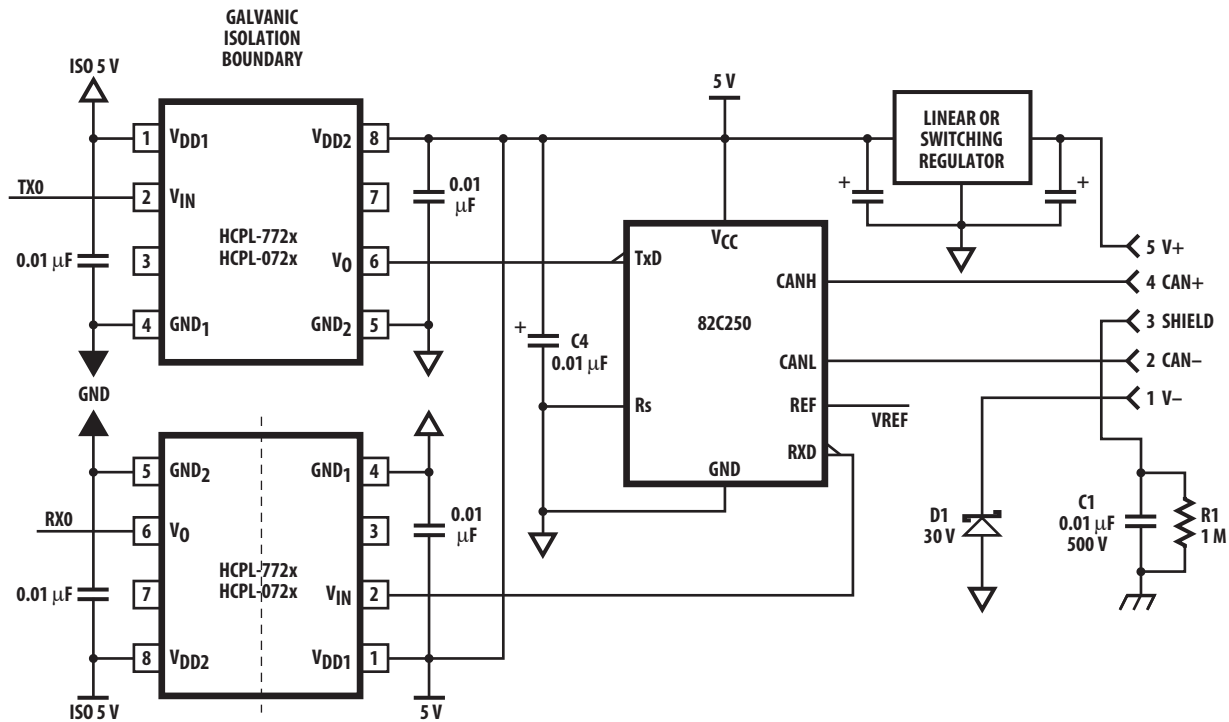 GALVANIC
ISOLATION
BOUNDARY
ISO 5 V
1 VDD1
VDD2 8
TX0
2 VIN
7
HCPL-772x
HCPL-072x
3
VO 6
0.01 μF
4 GND1
GND2 5
0.01
μF
GND
5 GND2
GND1 4
RX0
6 VO
3
HCPL-772x
HCPL-072x
7
VIN 2
0.01 μF
8 VDD2
VDD1 1
0.01
μF
ISO 5 V
5 V
5 V
+
C4
0.01 μF
VCC
TxD
CANH
82C250
CANL
Rs
REF
VREF
RXD
GND
LINEAR OR
SWITCHING
REGULATOR
+
+
5 V+
4 CAN+
3 SHIELD
2 CAN–
1 V–
D1
30 V
C1
0.01 μF
500 V
R1
1 M